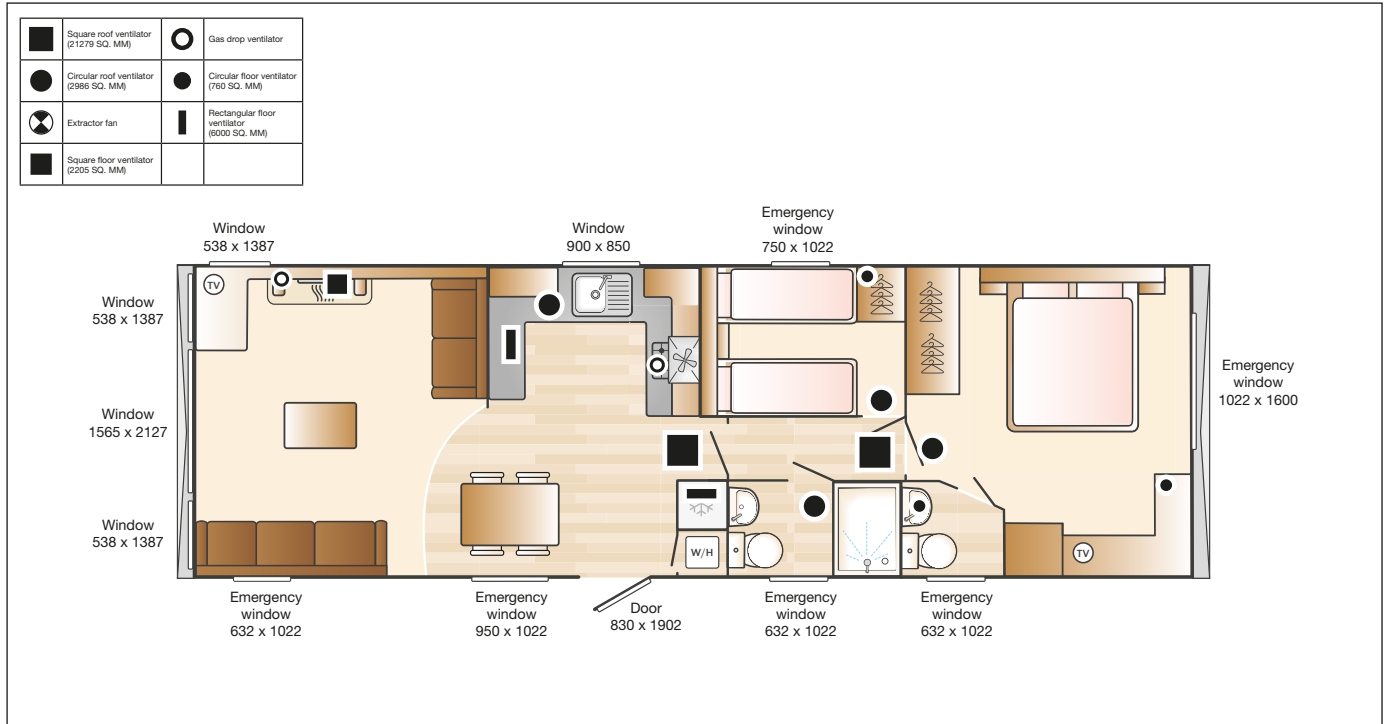 Square roof ventilator
(21279 SQ. MM)
Gas drop ventilator
Circular roof ventilator
(2986 SQ. MM)
Circular floor ventilator
(760 SQ. MM)
Extractor fan
Rectangular floor
ventilator
(6000 SQ. MM)
Square floor ventilator
(2205 SQ. MM)
Window
538 x 1387
Window
900 x 850
Emergency
window
750 x 1022
Window
538 x 1387
TV
Window
1565 x 2127
Emergency
window
1022 x 1600
Window
538 x 1387
W/H
TV
Emergency
window
632 x 1022
Emergency
window
950 x 1022
Door
830 x 1902
Emergency
window
632 x 1022
Emergency
window
632 x 1022